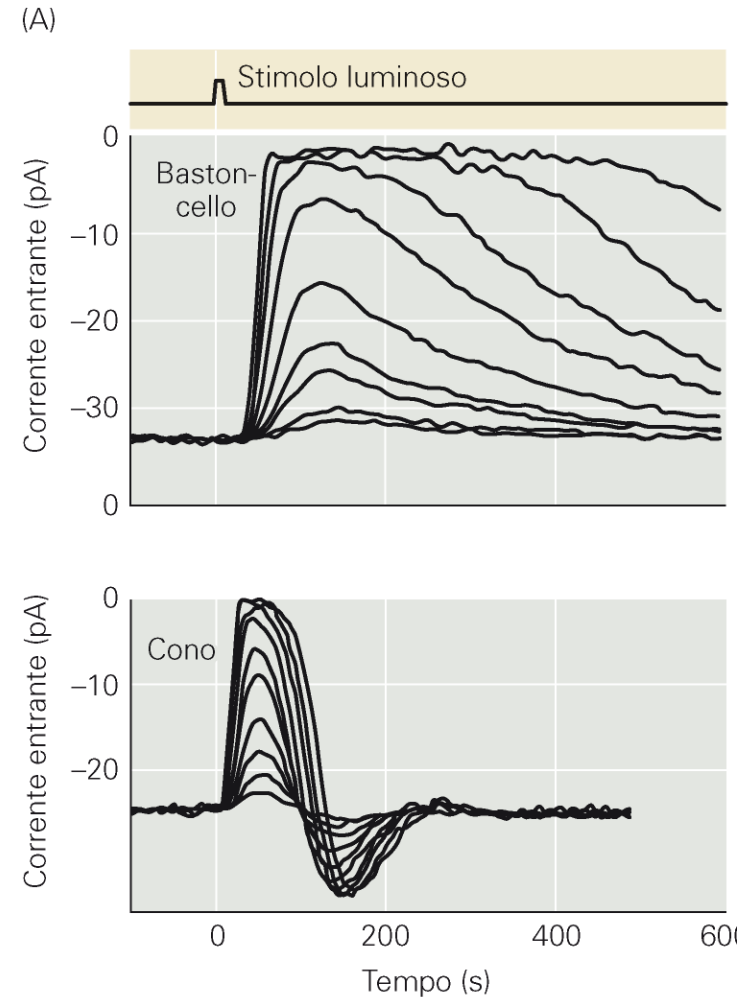 (A)
Stimolo luminoso
Corrente entrante (pA)
0
–10
–20
–30
0
Baston-
cello
Corrente entrante (pA)
0
–10
–20
Cono
0 200 400
Tempo (s)